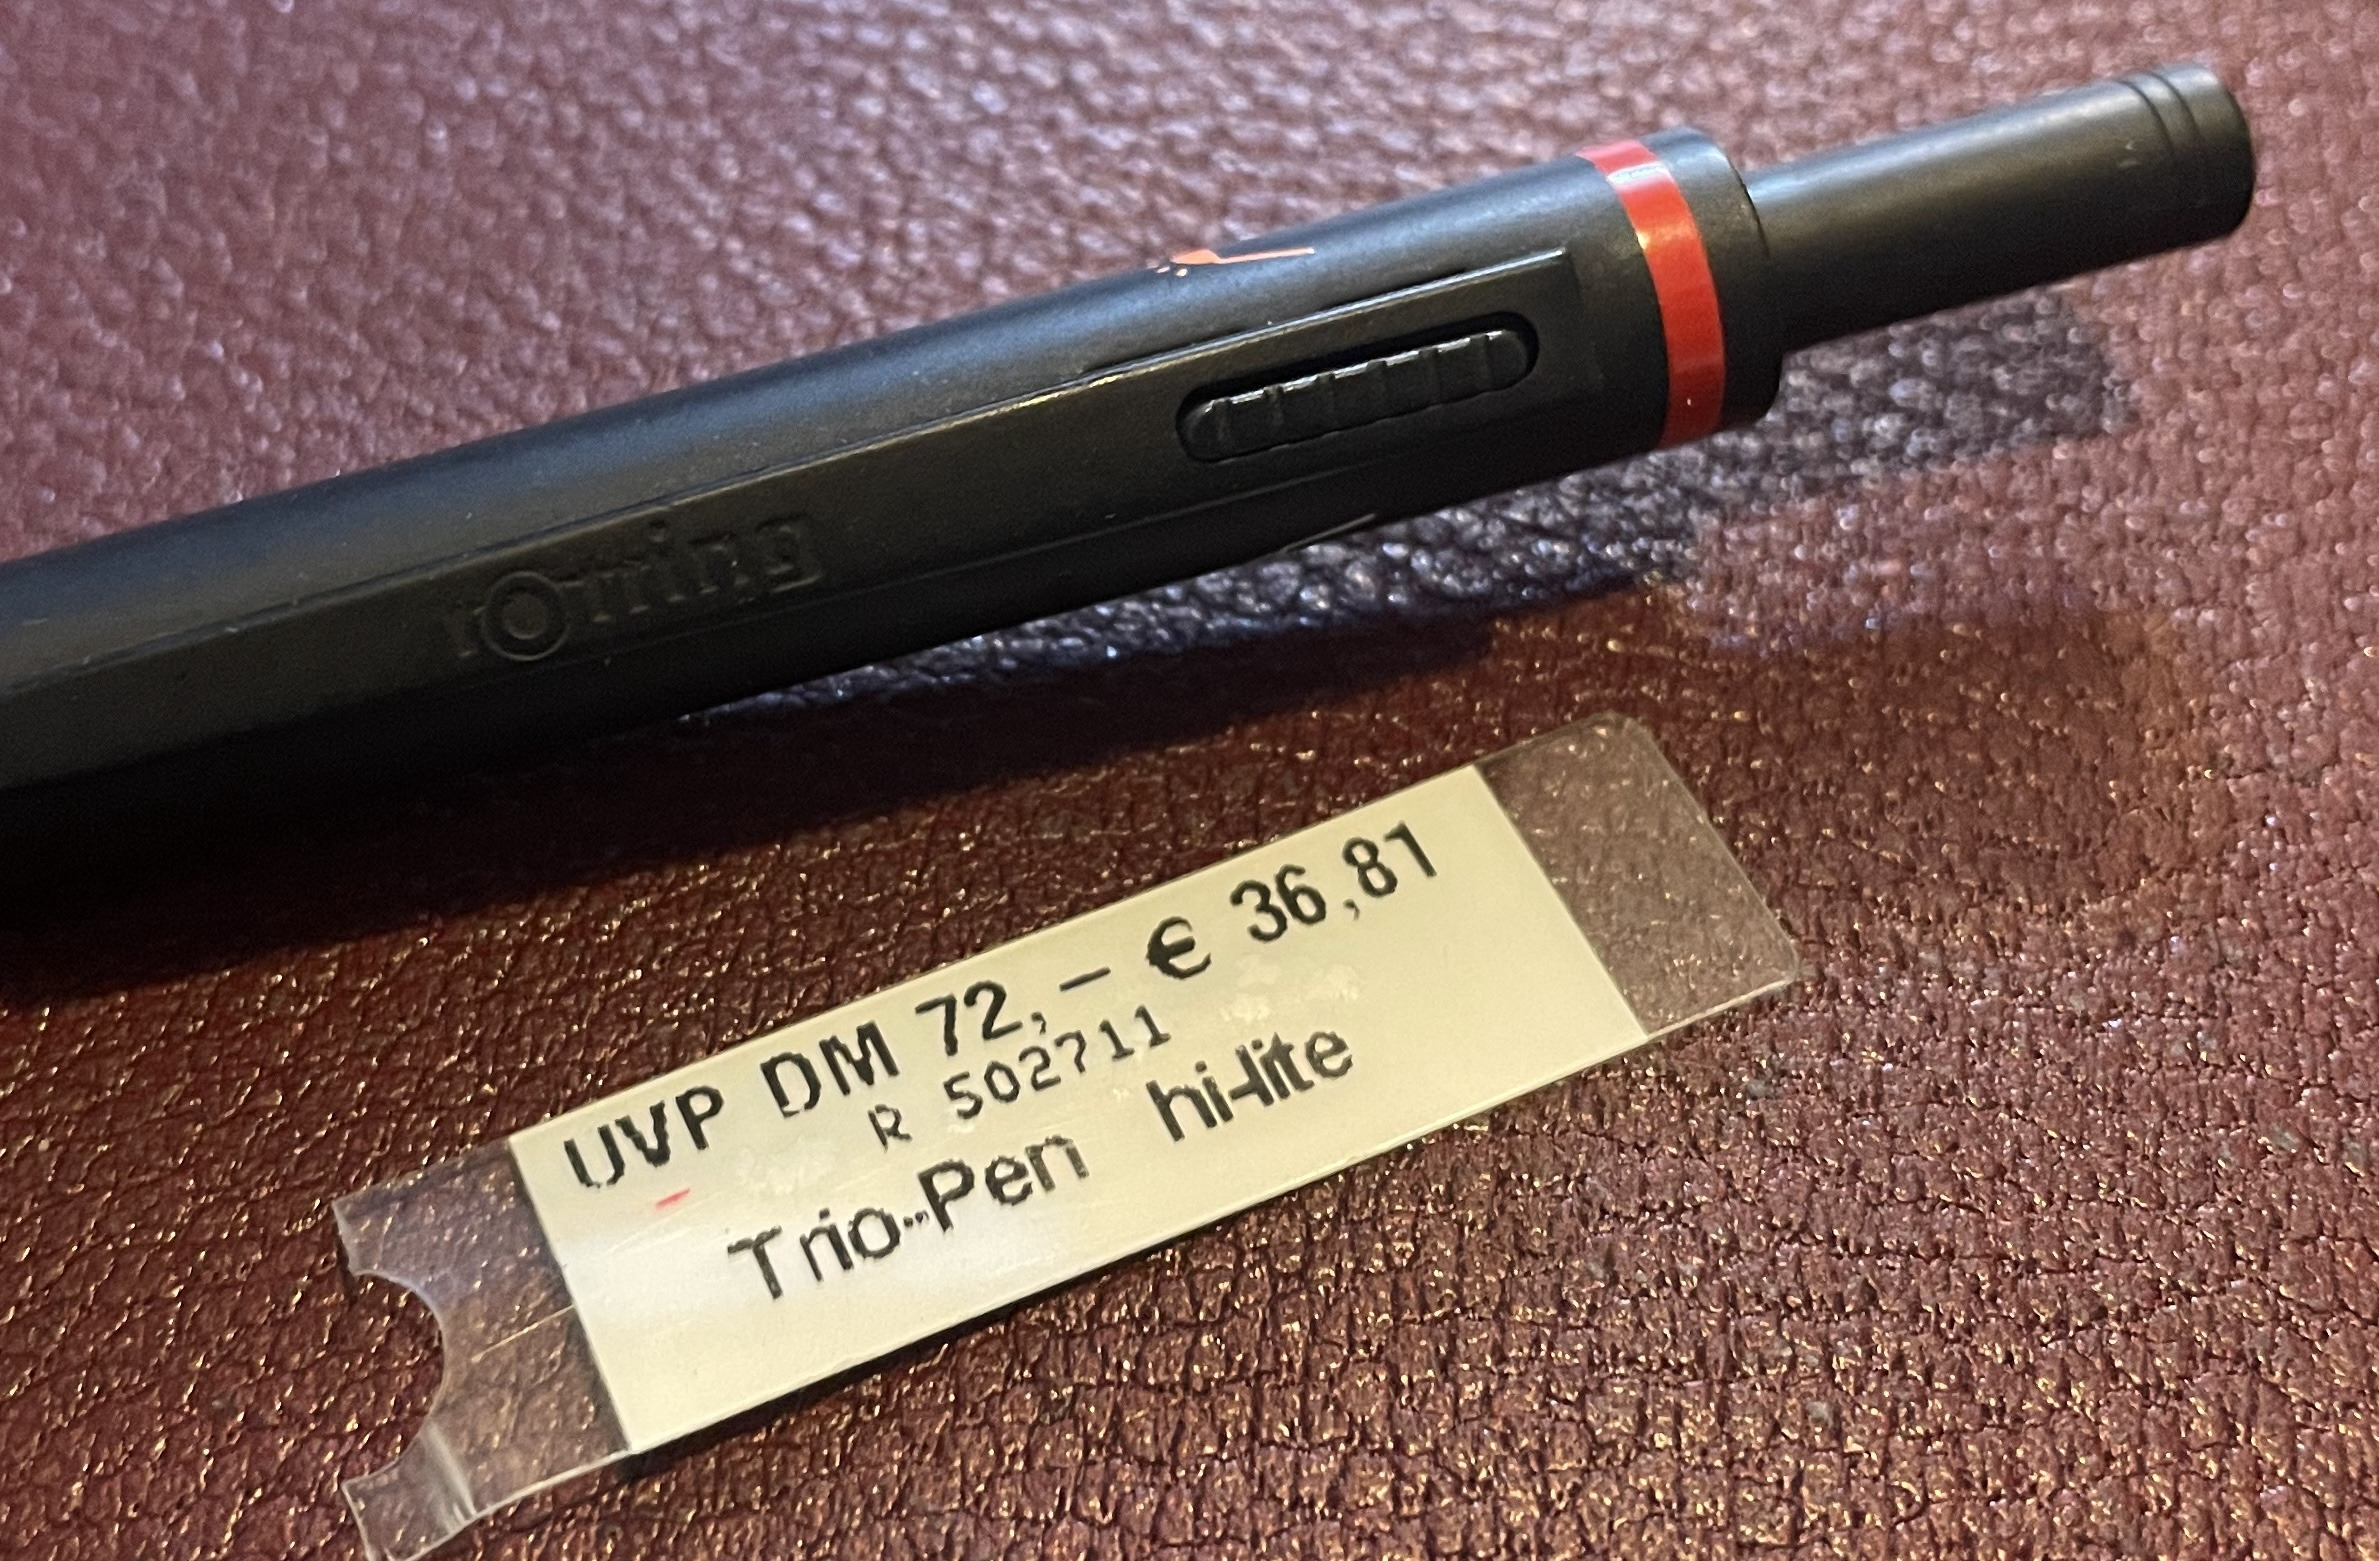 rOtring
UVP DM 72,– € 36,81
R 502711
Trio-Pen hi-lite